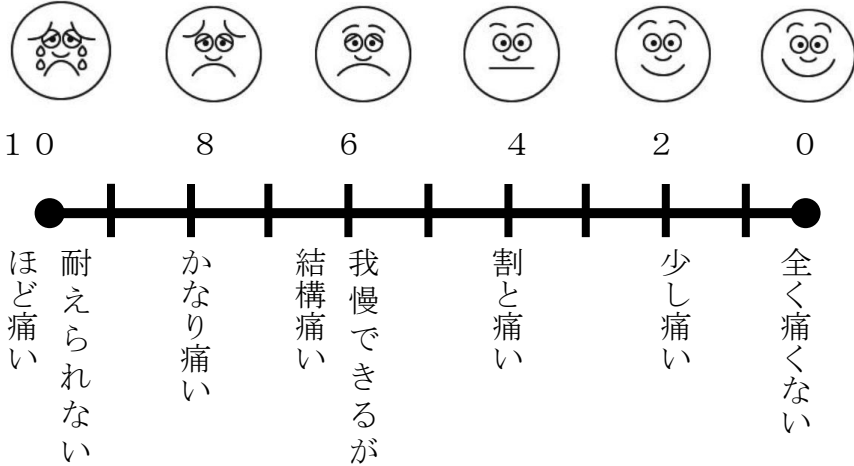 １０
８
６
４
２
０
耐えられない
ほど痛い
かなり痛い
我慢できるが
結構痛い
割と痛い
少し痛い
全く痛くない